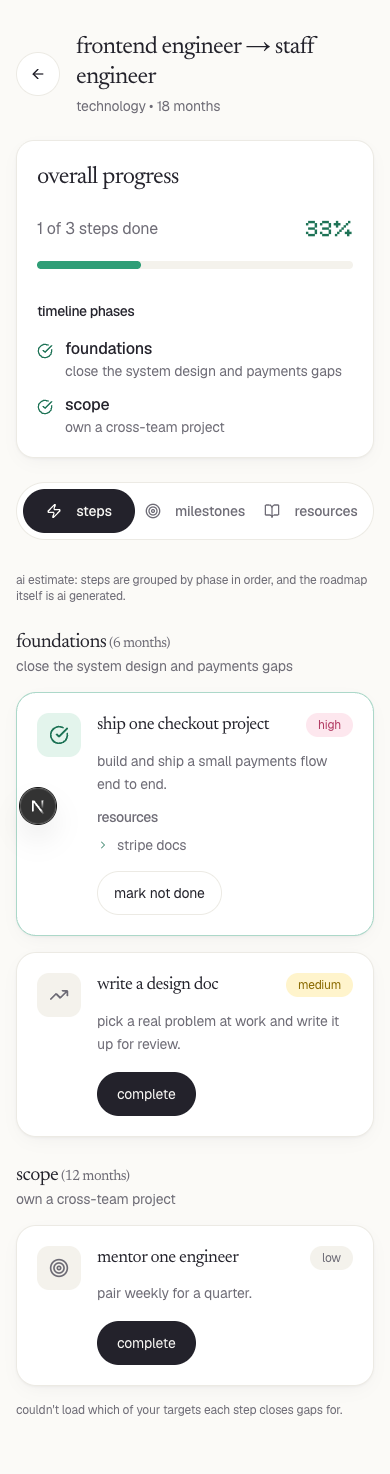 frontend engineer → staff
engineer
technology • 18 months
overall progress
1 of 3 steps done
33%
timeline phases
foundations
close the system design and payments gaps
scope
own a cross-team project
steps
milestones
resources
ai estimate: steps are grouped by phase in order, and the roadmap
itself is ai generated.
foundations (6 months)
close the system design and payments gaps
ship one checkout project
high
build and ship a small payments flow
end to end.
resources
stripe docs
mark not done
N
write a design doc
medium
pick a real problem at work and write it
up for review.
complete
scope (12 months)
own a cross-team project
mentor one engineer
low
pair weekly for a quarter.
complete
couldn't load which of your targets each step closes gaps for.